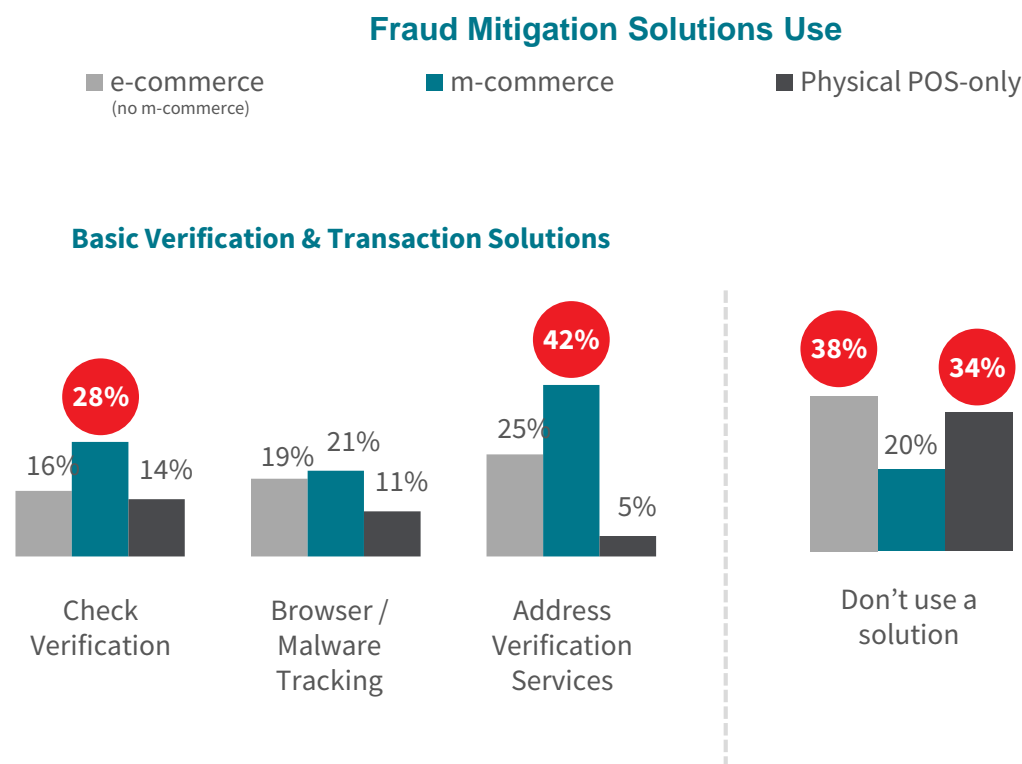 Fraud Mitigation Solutions Use
e-commerce
(no m-commerce)
m-commerce
Physical POS-only
Basic Verification & Transaction Solutions
16%
28%
14%
19%
21%
11%
25%
42%
5%
38%
20%
34%
Check
Verification
Browser /
Malware
Tracking
Address
Verification
Services
Don’t use a
solution